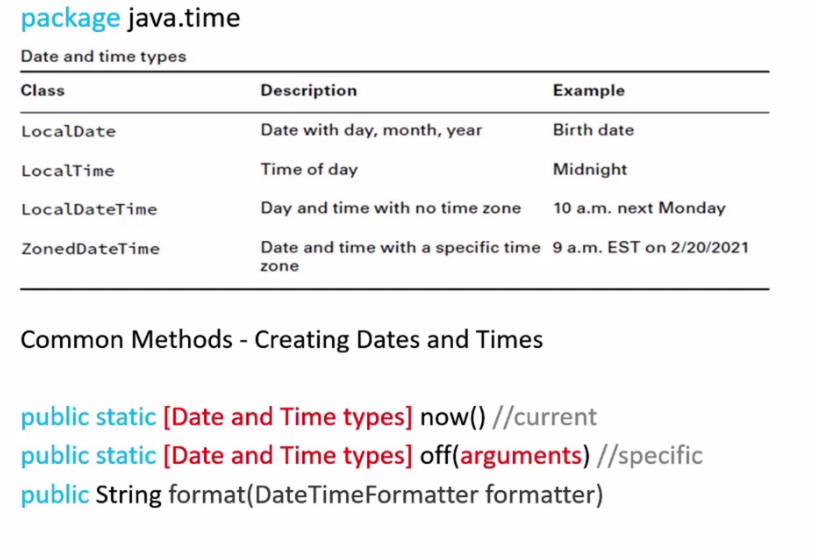 package java.time
Date and time types
Class Description Example
LocalDate Date with day, month, year Birth date
LocalTime Time of day Midnight
LocalDateTime Day and time with no time zone 10 a.m. next Monday
ZonedDateTime Date and time with a specific time 9 a.m. EST on 2/20/2021
zone
Common Methods - Creating Dates and Times
public static [Date and Time types] now() //current
public static [Date and Time types] off(arguments) //specific
public String format(DateTimeFormatter formatter)